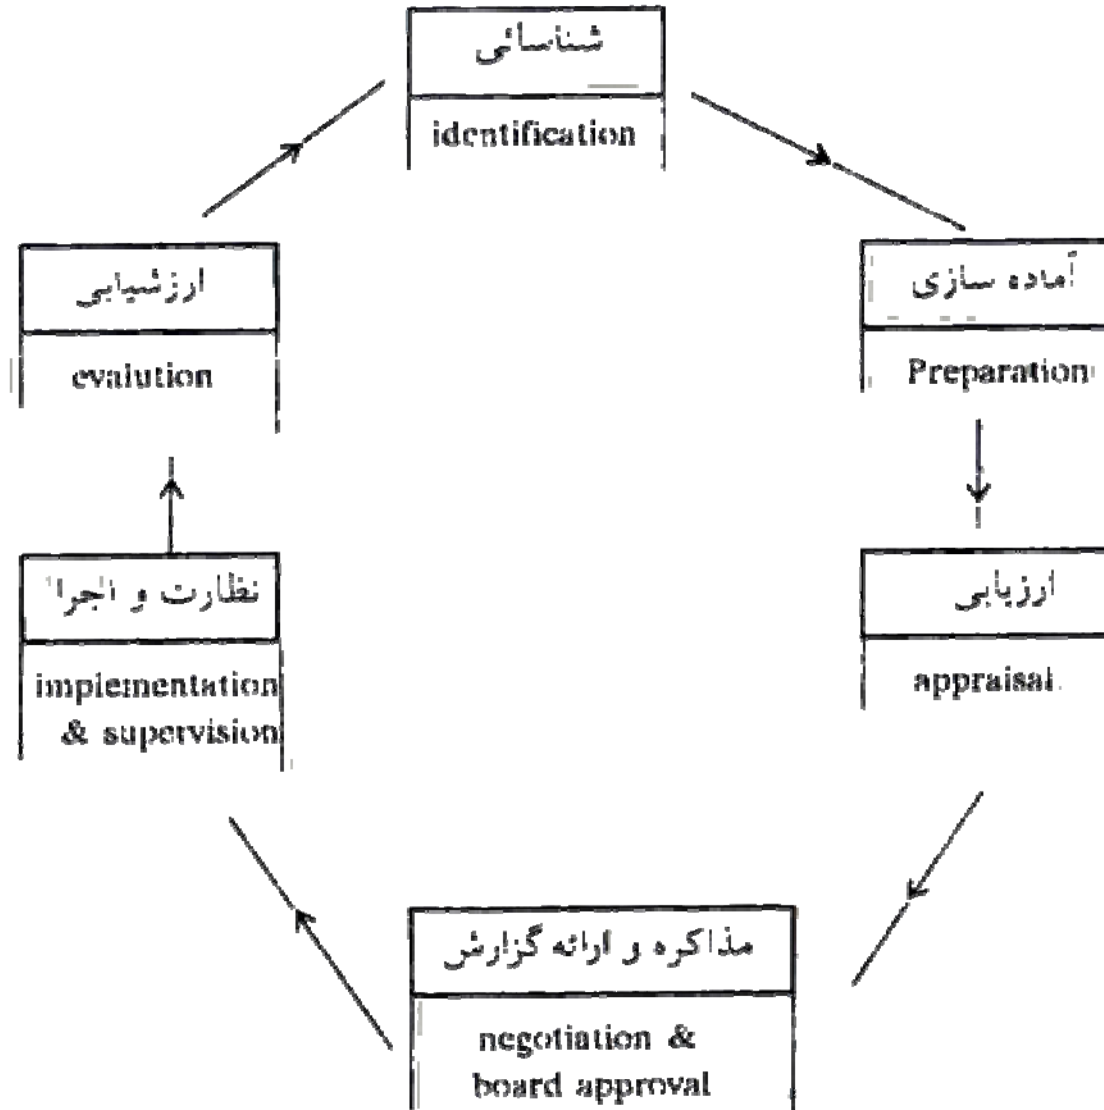 شناسائی
identification
آماده سازی
Preparation
ارزیابی
appraisal
مذاکره و ارائه گزارش
negotiation &
board approval
نظارت و اجرا
implementation
& supervision
ارزشیابی
evalution